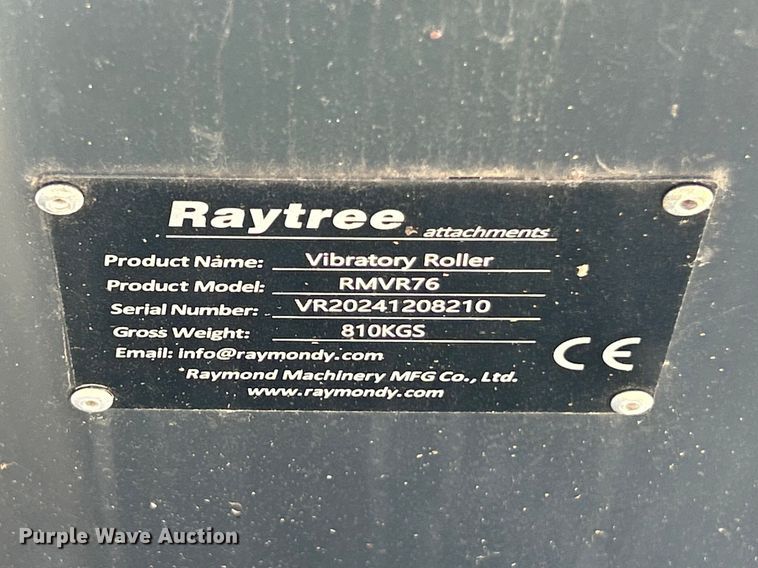 Raytree attachments
Product Name: Vibratory Roller
Product Model: RMVR76
Serial Number: VR20241208210
Gross Weight: 810KGS
Email: info@raymondy.com
*Raymond Machinery MFG Co., Ltd.
www.raymondy.com
CE
Purple Wave Auction